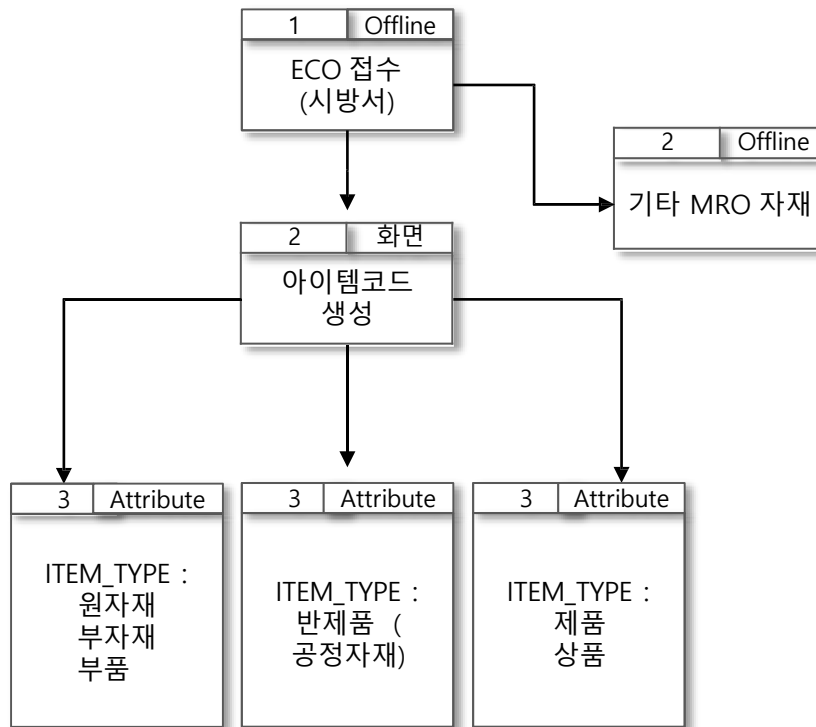 1 Offline
ECO 접수
(시방서)
2 Offline
기타 MRO 자재
2 화면
아이템코드
생성
3 Attribute
ITEM_TYPE :
원자재
부자재
부품
3 Attribute
ITEM_TYPE :
반제품 (
공정자재)
3 Attribute
ITEM_TYPE :
제품
상품